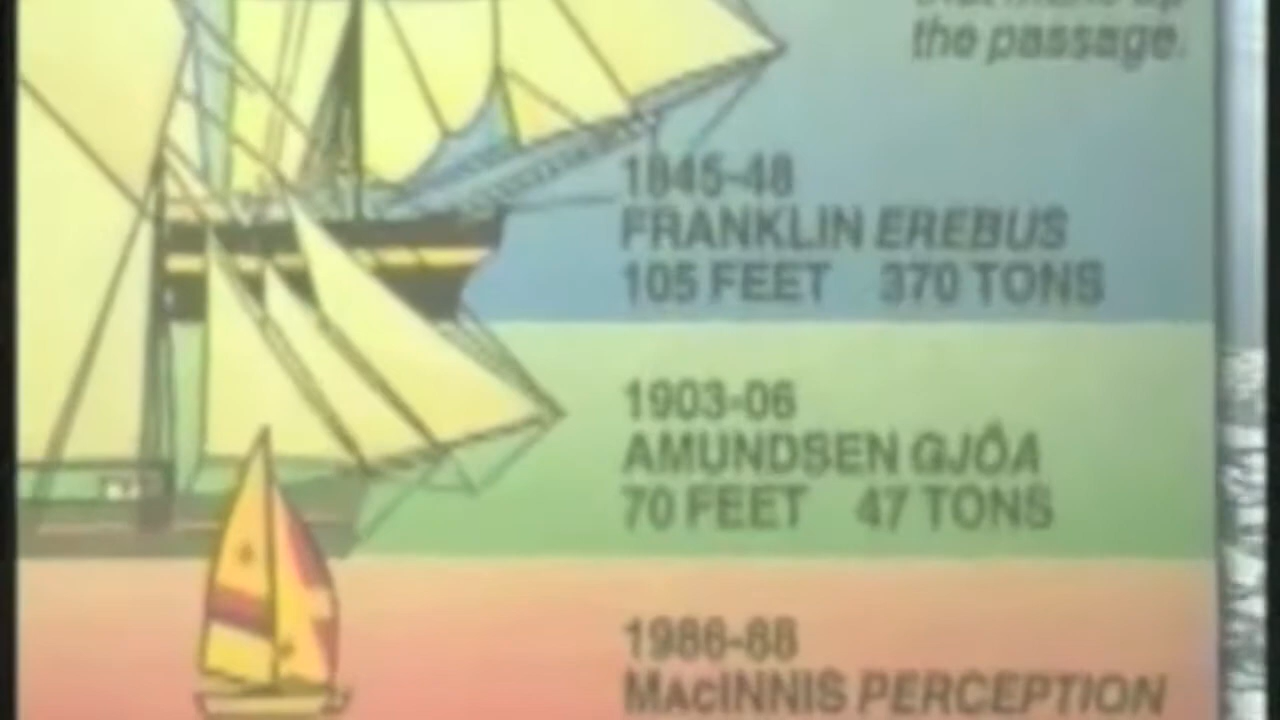 the passage.
1845-48
FRANKLIN EREBUS
105 FEET 370 TONS
1903-06
AMUNDSEN GJÔA
70 FEET 47 TONS
1986-88
MACINNIS PERCEPTION